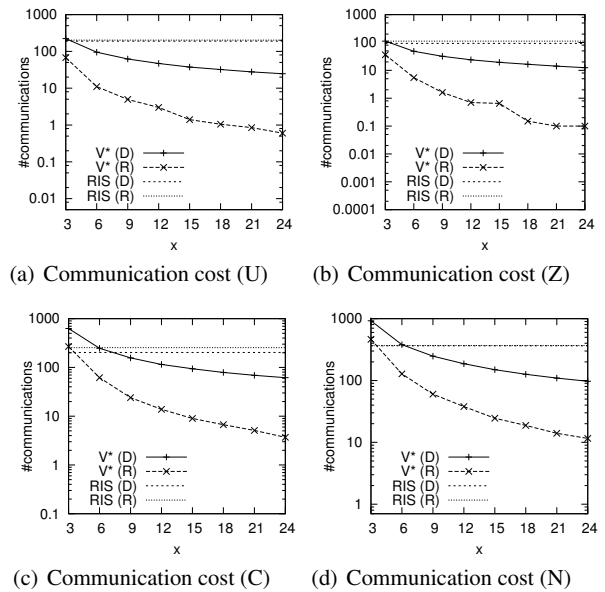 1000
100
10
1
0.1
0.01
#communications
V* (D)
V* (R)
RIS (D)
RIS (R)
3 6 9 12 15 18 21 24
x
(a) Communication cost (U)
1000
100
10
1
0.1
0.01
0.001
0.0001
#communications
V* (D)
V* (R)
RIS (D)
RIS (R)
3 6 9 12 15 18 21 24
x
(b) Communication cost (Z)
1000
100
10
1
0.1
#communications
V* (D)
V* (R)
RIS (D)
RIS (R)
3 6 9 12 15 18 21 24
x
(c) Communication cost (C)
1000
100
10
1
#communications
V* (D)
V* (R)
RIS (D)
RIS (R)
3 6 9 12 15 18 21 24
x
(d) Communication cost (N)